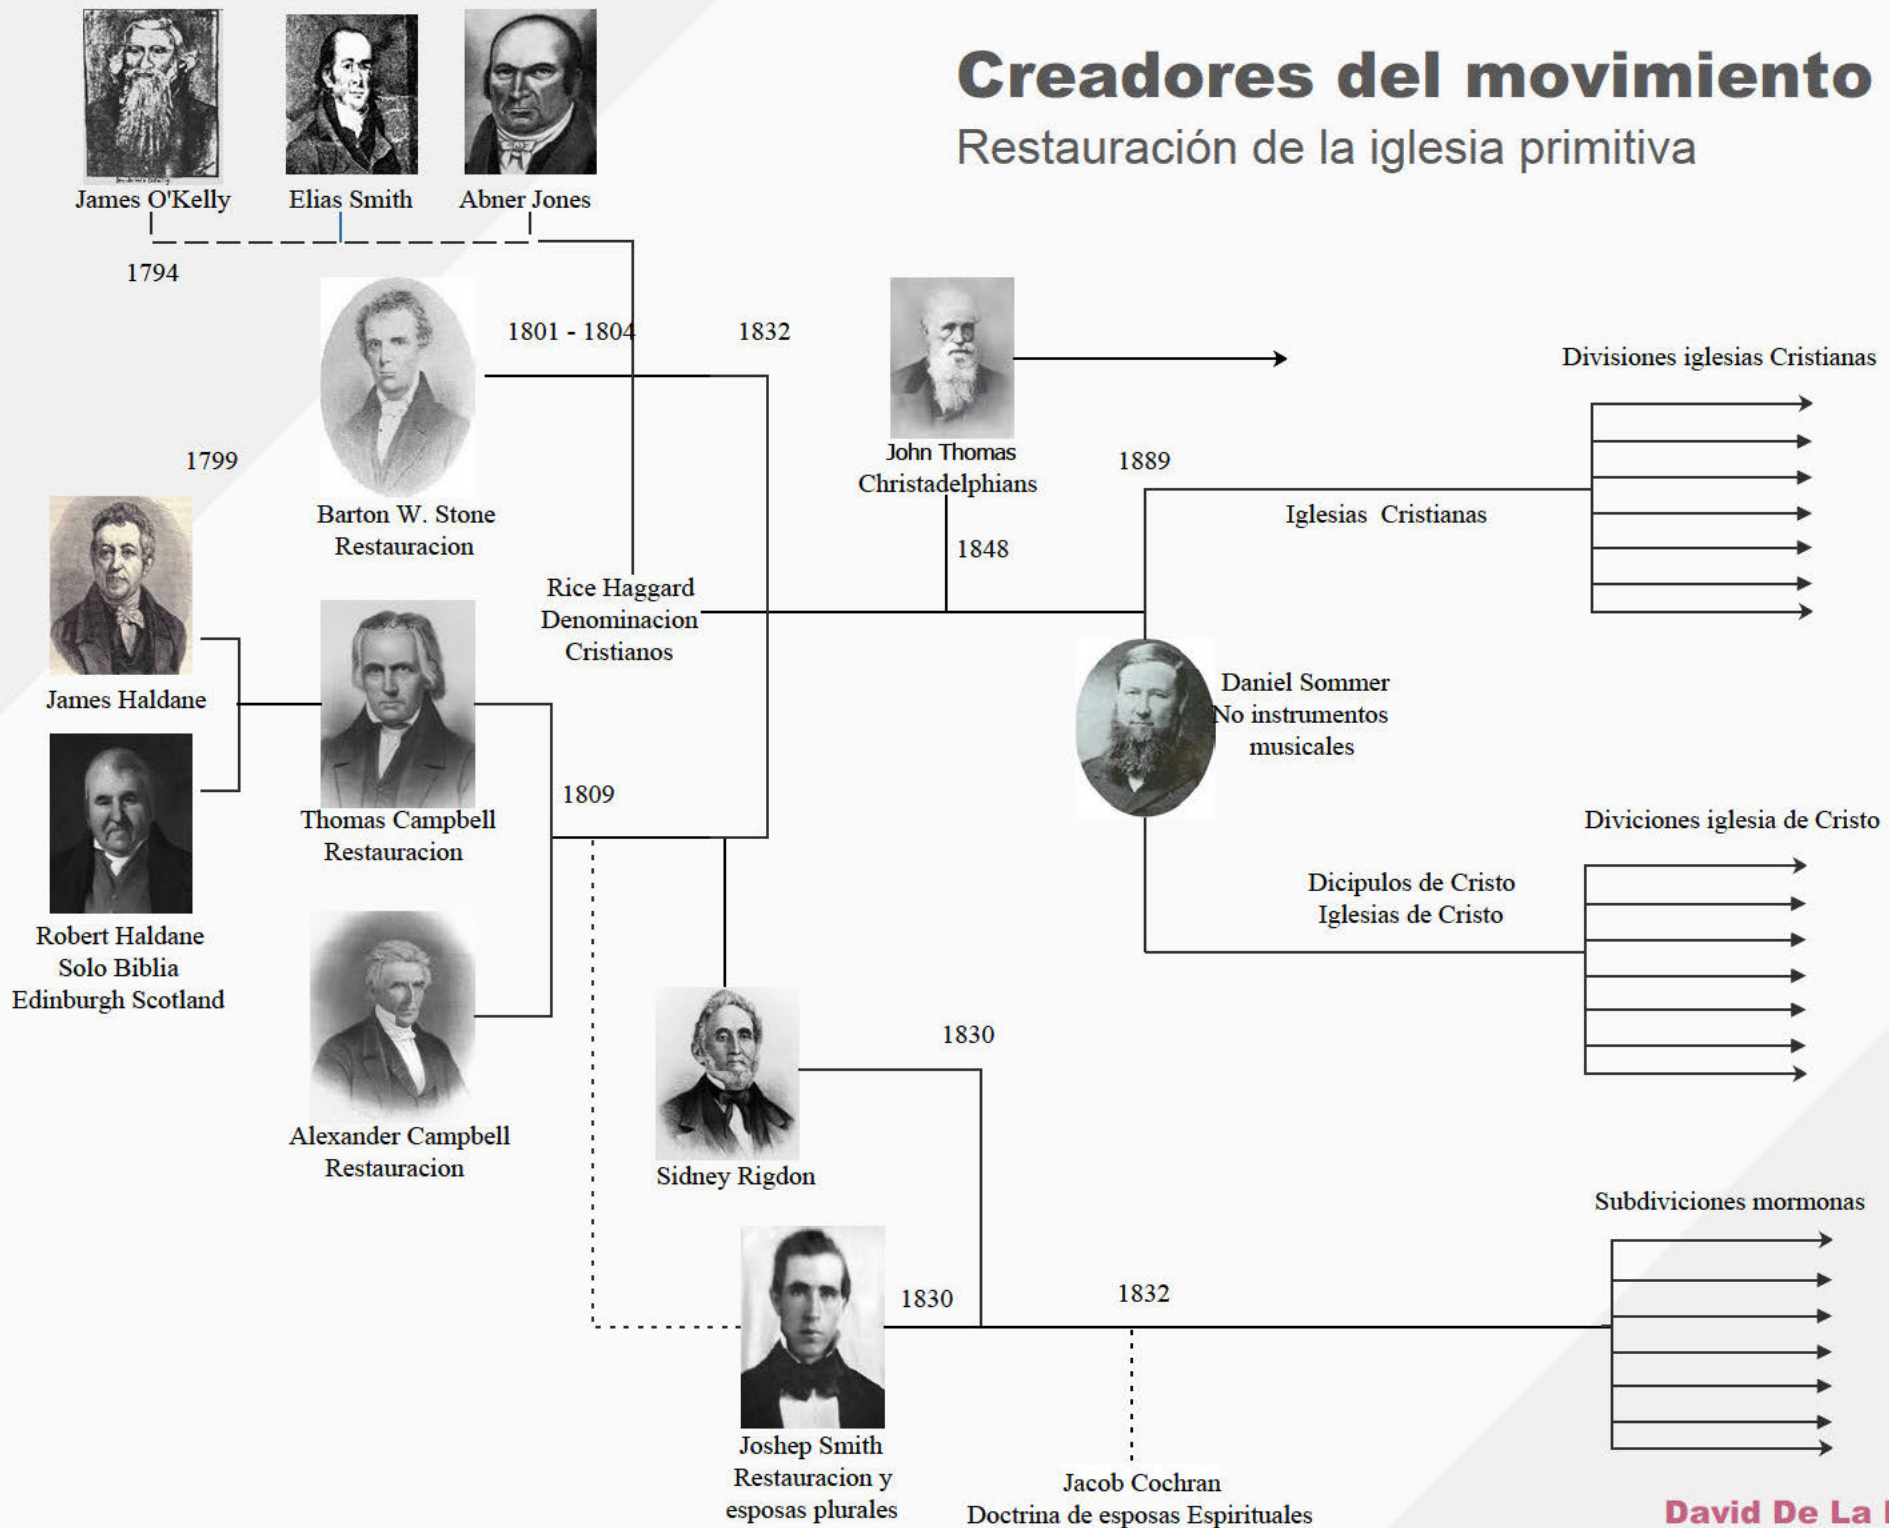 Creadores del movimiento
Restauración de la iglesia primitiva
James O'Kelly
Elias Smith
Abner Jones
1794
1801 - 1804
1832
Divisiones iglesias Cristianas
John Thomas
Christadelphians
1799
1889
Barton W. Stone
Restauracion
Iglesias Cristianas
1848
Rice Haggard
Denominacion
Cristianos
James Haldane
Daniel Sommer
No instrumentos
musicales
1809
Thomas Campbell
Restauracion
Diviciones iglesia de Cristo
Dicipulos de Cristo
Iglesias de Cristo
Robert Haldane
Solo Biblia
Edinburgh Scotland
1830
Alexander Campbell
Restauracion
Sidney Rigdon
Subdiviciones mormonas
1830
1832
Joshep Smith
Restauracion y
esposas plurales
Jacob Cochran
Doctrina de esposas Espirituales
David De La